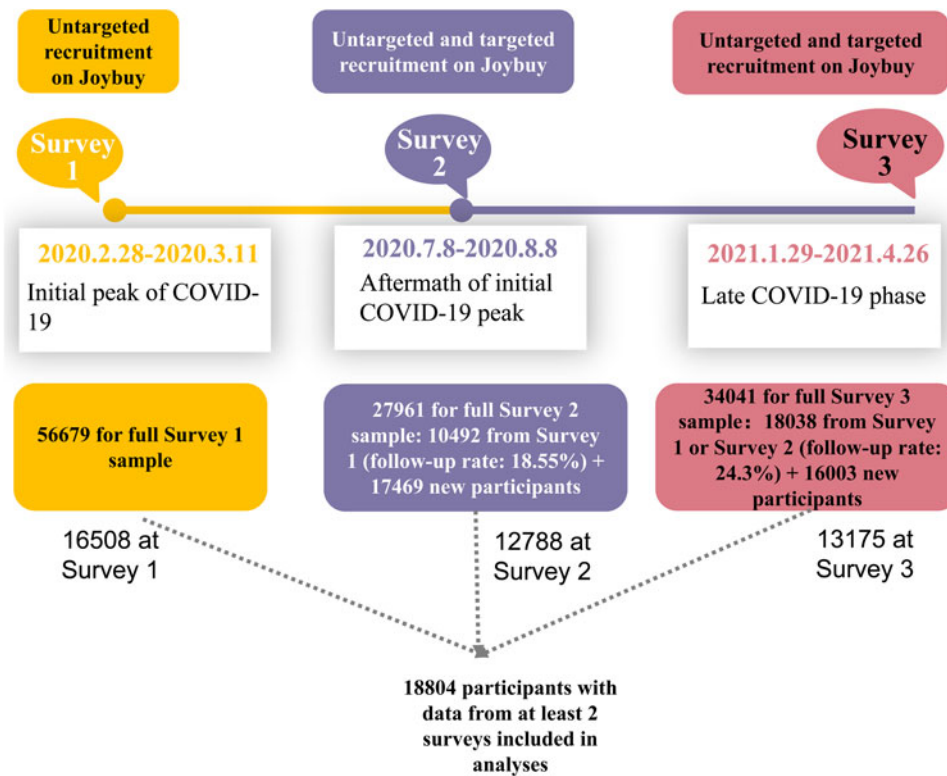 Untargeted
recruitment
on Joybuy
Untargeted and targeted
recruitment on Joybuy
Untargeted and targeted
recruitment on Joybuy
Survey
1
Survey
2
Survey
3
2020.2.28-2020.3.11
Initial peak of COVID-
19
2020.7.8-2020.8.8
Aftermath of initial
COVID-19 peak
2021.1.29-2021.4.26
Late COVID-19 phase
56679 for full Survey 1
sample
27961 for full Survey 2
sample: 10492 from Survey
1 (follow-up rate: 18.55%) +
17469 new participants
34041 for full Survey 3
sample：18038 from Survey
1 or Survey 2 (follow-up rate:
24.3%) + 16003 new
participants
16508 at
Survey 1
12788 at
Survey 2
13175 at
Survey 3
18804 participants with
data from at least 2
surveys included in
analyses